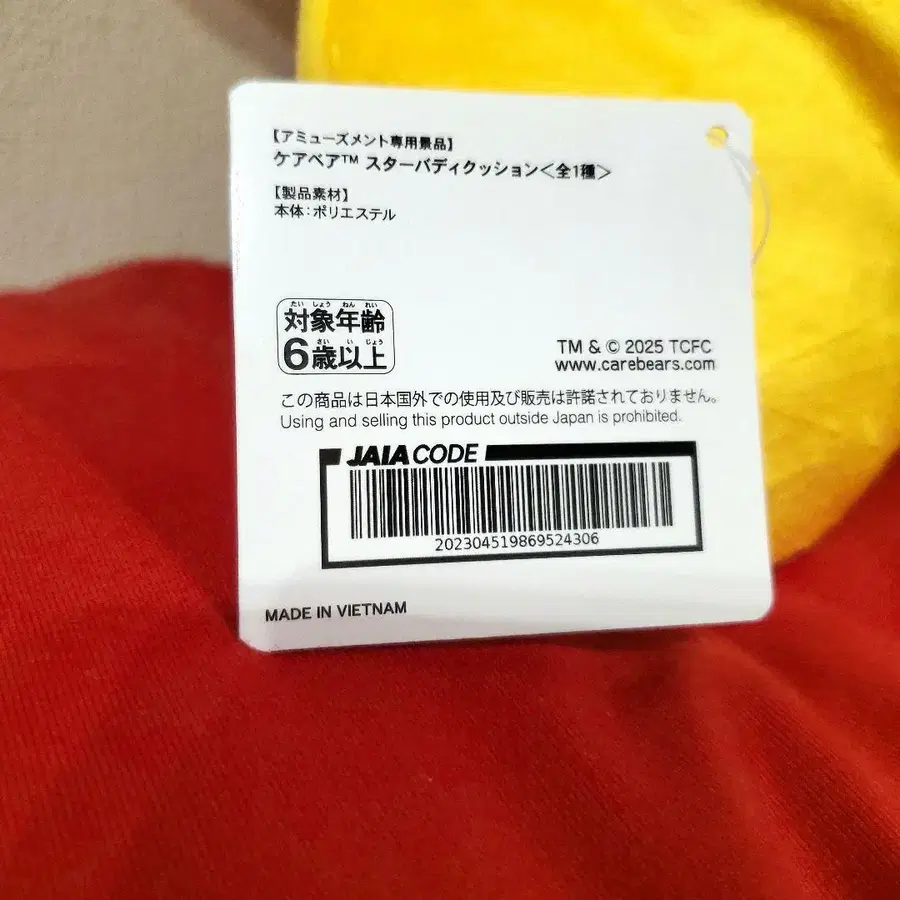 【アミューズメント専用景品】
ケアベア™ スターバディクッション<全1種>
【製品素材】
本体:ポリエステル
たい しょう ねん れい
対象年齢
さい い じょう
6歳以上
TM & © 2025 TCFC
www.carebears.com
この商品は日本国外での使用及び販売は許諾されておりません。
Using and selling this product outside Japan is prohibited.
JAIA CODE
202304519869524306
MADE IN VIETNAM